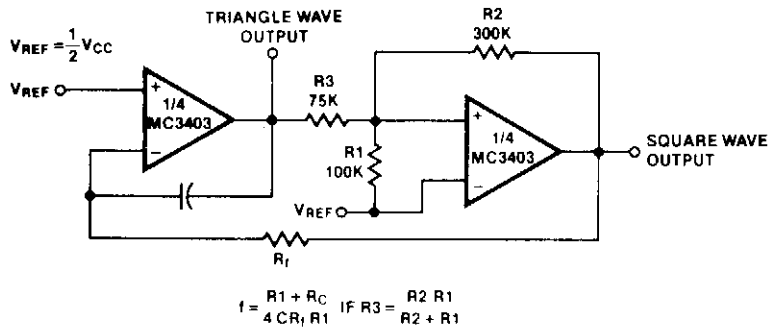 TRIANGLE WAVE
OUTPUT
VREF = 1/2 VCC
VREF
+
1/4
MC3403
−
R3
75K
R2
300K
R1
100K
VREF
+
1/4
MC3403
−
SQUARE WAVE
OUTPUT
Rf
f = R1 + RC / 4 CRf R1 IF R3 = R2 R1 / R2 + R1